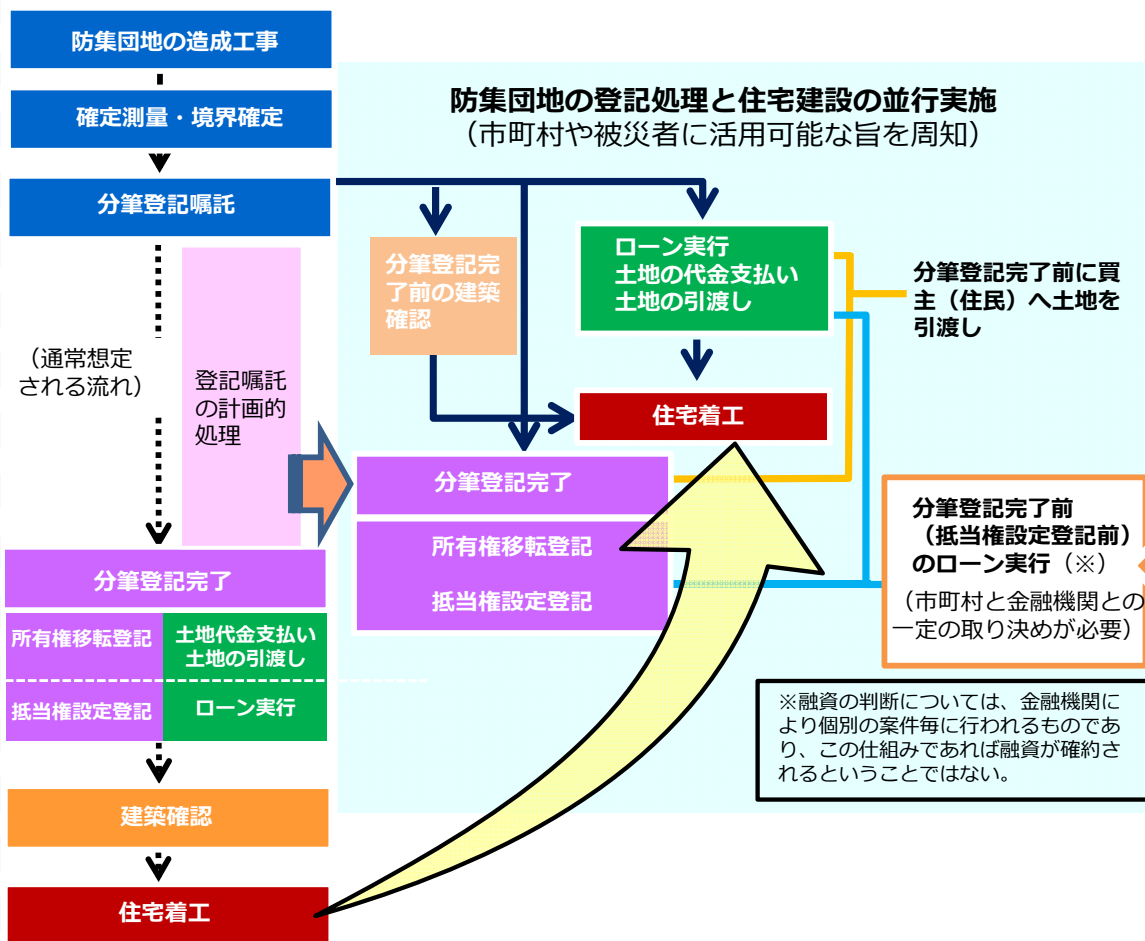 防集団地の造成工事
確定測量・境界確定
分筆登記嘱託
(通常想定
される流れ)
登記嘱託
の計画的
処理
分筆登記完了
所有権移転登記
土地代金支払い
土地の引渡し
抵当権設定登記
ローン実行
建築確認
住宅着工
防集団地の登記処理と住宅建設の並行実施
(市町村や被災者に活用可能な旨を周知)
分筆登記完
了前の建築
確認
ローン実行
土地の代金支払い
土地の引渡し
住宅着工
分筆登記完了
所有権移転登記
抵当権設定登記
分筆登記完了前に買
主(住民)へ土地を
引渡し
分筆登記完了前
(抵当権設定登記前)
のローン実行(※)
(市町村と金融機関との
一定の取り決めが必要)
※融資の判断については、金融機関に
より個別の案件毎に行われるものであ
り、この仕組みであれば融資が確約さ
れるということではない。